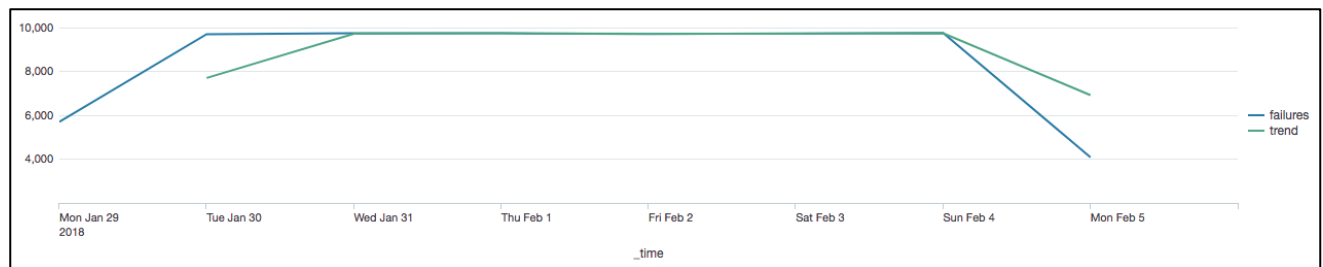 10,000
8,000
6,000
4,000
failures
trend
Mon Jan 29 Tue Jan 30 Wed Jan 31 Thu Feb 1 Fri Feb 2 Sat Feb 3 Sun Feb 4 Mon Feb 5
2018
_time